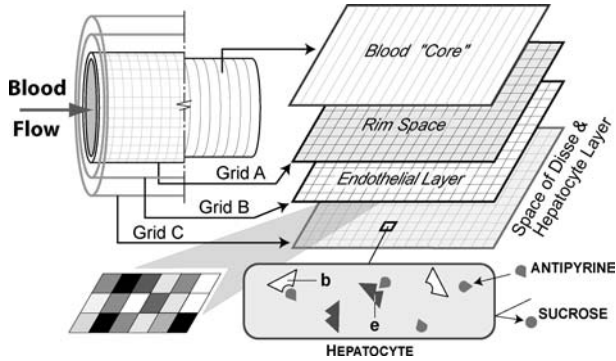 Blood
Flow
Grid A
Grid B
Grid C
Blood "Core"
Rim Space
Endothelial Layer
Space of Disse &
Hepatocyte Layer
b
e
ANTIPYRINE
SUCROSE
HEPATOCYTE